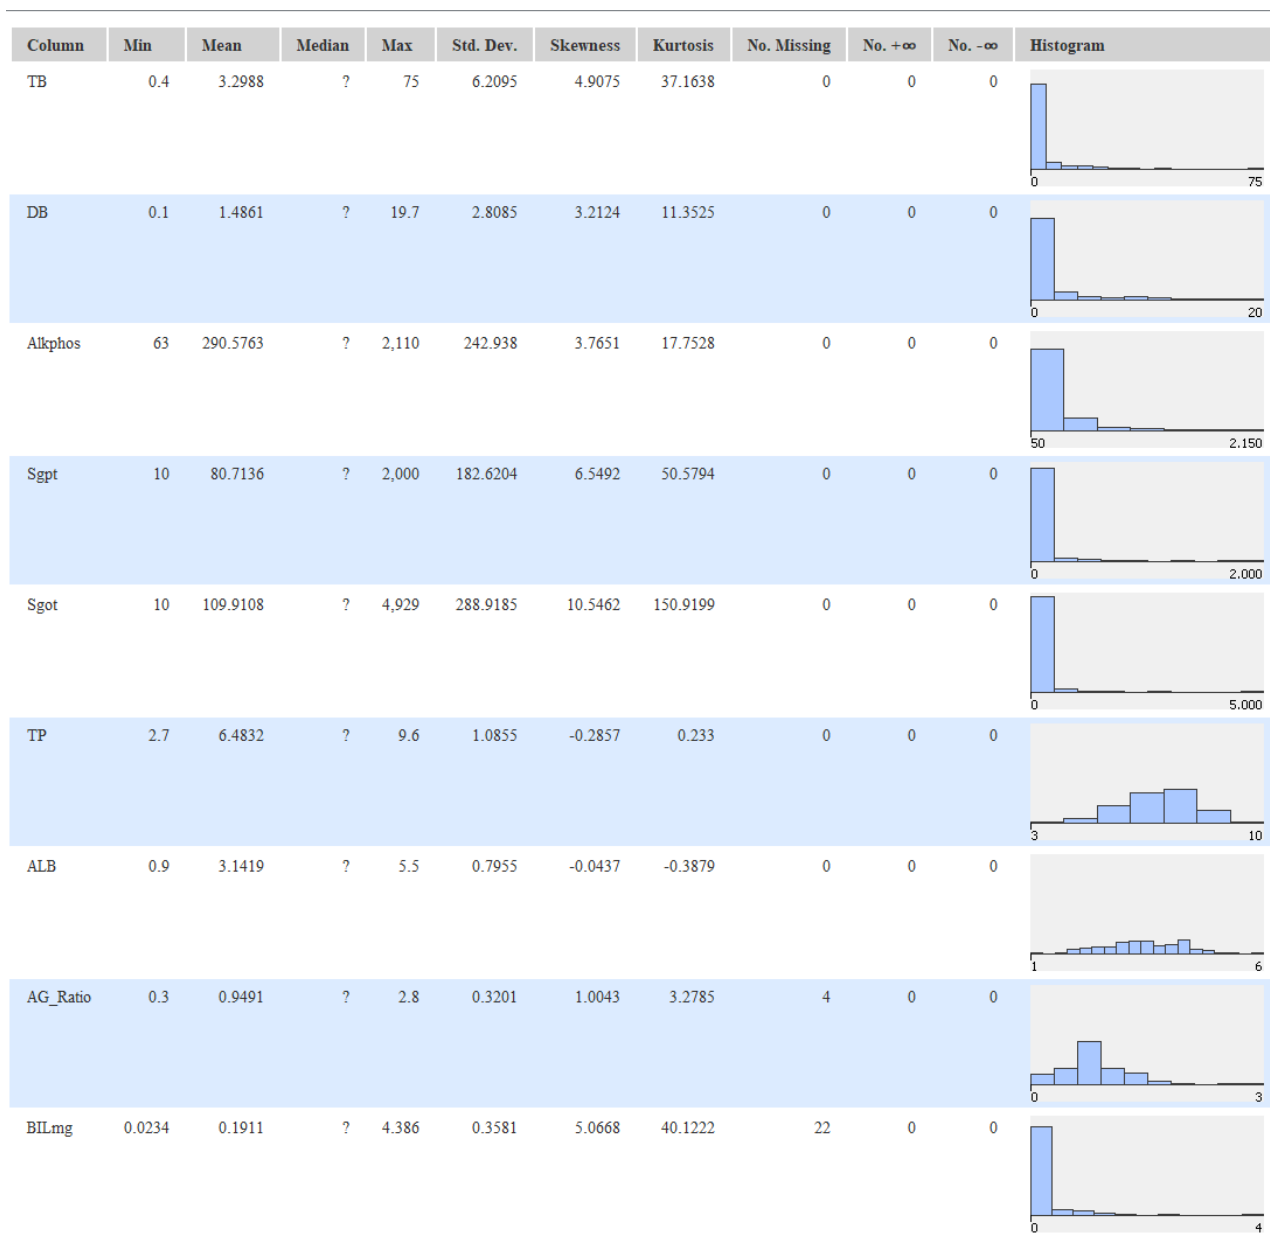 Column Min Mean Median Max Std. Dev. Skewness Kurtosis No. Missing No. +∞ No. -∞ Histogram
TB 0.4 3.2988 ? 75 6.2095 4.9075 37.1638 0 0 0
0 75
DB 0.1 1.4861 ? 19.7 2.8085 3.2124 11.3525 0 0 0
0 20
Alkphos 63 290.5763 ? 2,110 242.938 3.7651 17.7528 0 0 0
50 2.150
Sgpt 10 80.7136 ? 2,000 182.6204 6.5492 50.5794 0 0 0
0 2.000
Sgot 10 109.9108 ? 4,929 288.9185 10.5462 150.9199 0 0 0
0 5.000
TP 2.7 6.4832 ? 9.6 1.0855 -0.2857 0.233 0 0 0
3 10
ALB 0.9 3.1419 ? 5.5 0.7955 -0.0437 -0.3879 0 0 0
1 6
AG_Ratio 0.3 0.9491 ? 2.8 0.3201 1.0043 3.2785 4 0 0
0 3
BILmg 0.0234 0.1911 ? 4.386 0.3581 5.0668 40.1222 22 0 0
0 4